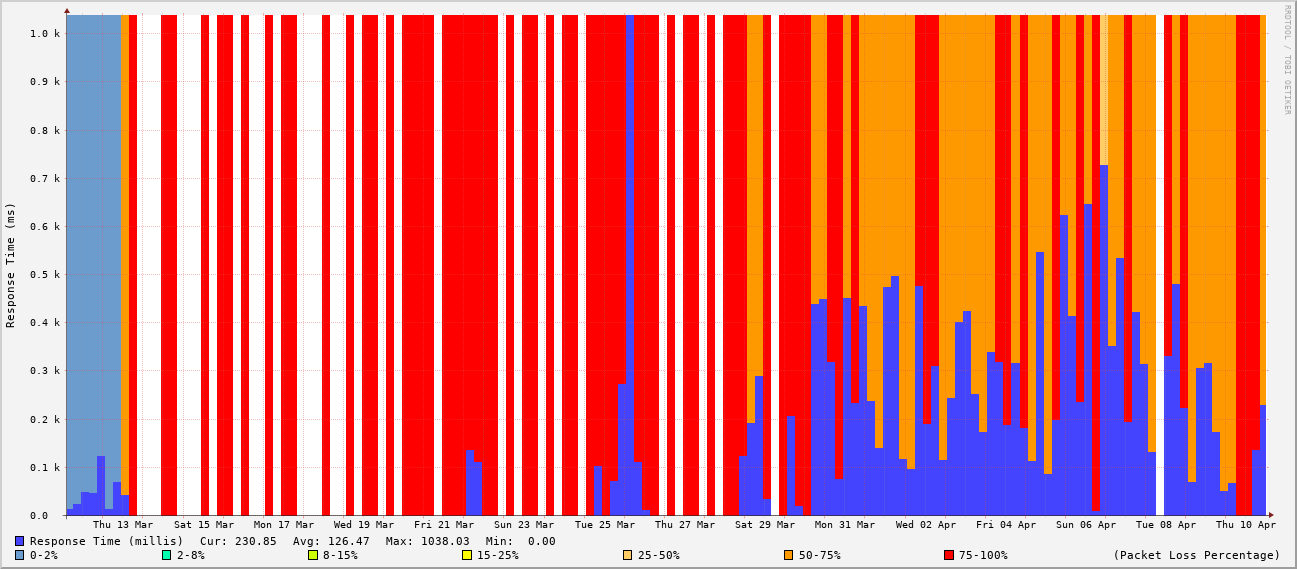 RRDTOOL / TOBI OETIKER
Response Time (ms)
1.0 k
0.9 k
0.8 k
0.7 k
0.6 k
0.5 k
0.4 k
0.3 k
0.2 k
0.1 k
0.0
Thu 13 Mar Sat 15 Mar Mon 17 Mar Wed 19 Mar Fri 21 Mar Sun 23 Mar Tue 25 Mar Thu 27 Mar Sat 29 Mar Mon 31 Mar Wed 02 Apr Fri 04 Apr Sun 06 Apr Tue 08 Apr Thu 10 Apr
Response Time (millis) Cur: 230.85 Avg: 126.47 Max: 1038.03 Min: 0.00
0-2% 2-8% 8-15% 15-25% 25-50% 50-75% 75-100% (Packet Loss Percentage)